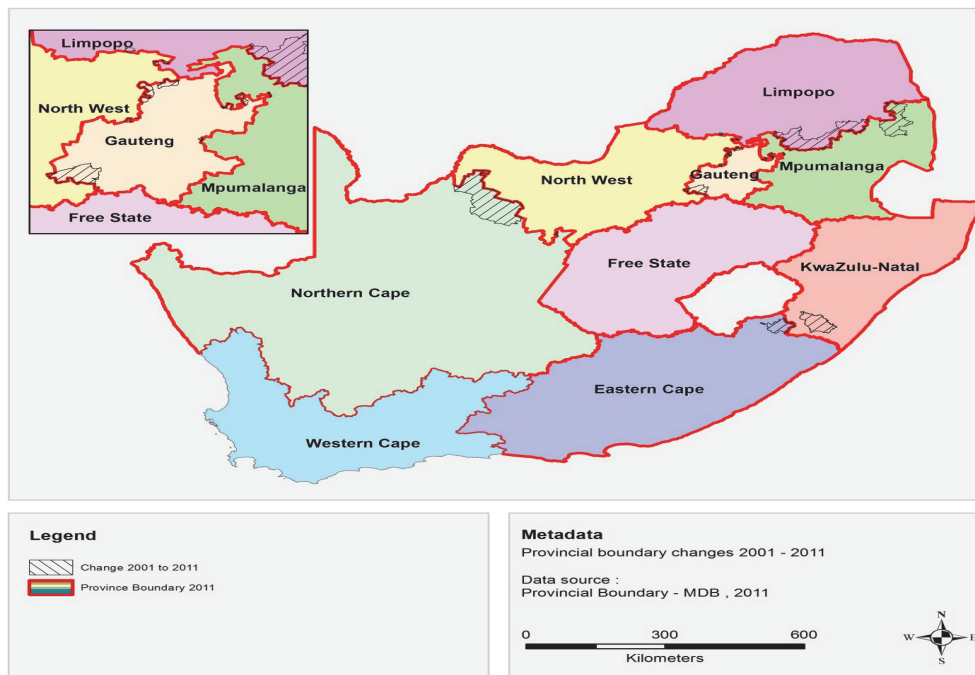 Limpopo
North West
Gauteng
Mpumalanga
Free State
Limpopo
North West
Gauteng
Mpumalanga
Free State
KwaZulu-Natal
Northern Cape
Eastern Cape
Western Cape
Legend
Change 2001 to 2011
Province Boundary 2011
Metadata
Provincial boundary changes 2001 - 2011
Data source :
Provincial Boundary - MDB , 2011
0 300 600
Kilometers
N
W E
S